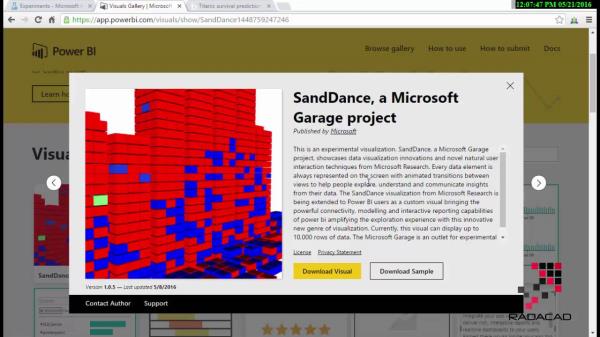 12:07:47 PM 05/21/2016
Experiments - Microsoft
Visuals Gallery | Microsof
Titanic survival prediction
https://app.powerbi.com/visuals/show/SandDance1448759247246
Power BI
Browse gallery
How to use
How to submit
Docs
Learn ho
Visu
SandDance, a Microsoft
Garage project
Published by Microsoft
This is an experimental visualization. SandDance, a Microsoft Garage
project, showcases data visualization innovations and novel natural user
interaction techniques from Microsoft Research. Every data element is
always represented on the screen with animated transitions between
views to help people explore, understand and communicate insights
from their data. The SandDance visualization from Microsoft Research is
being extended to Power BI users as a custom visual bringing the
powerful connectivity, modelling and interactive reporting capabilities
of power bi amplifying the exploration experience with this innovative
new genre of visualization. Currently, this visual can display up to
10,000 rows of data. The Microsoft Garage is an outlet for experimental
License
Privacy Statement
Download Visual
Download Sample
Version 1.0.5 — Last updated 5/8/2016
Contact Author
Support
SandDance
RADACAD